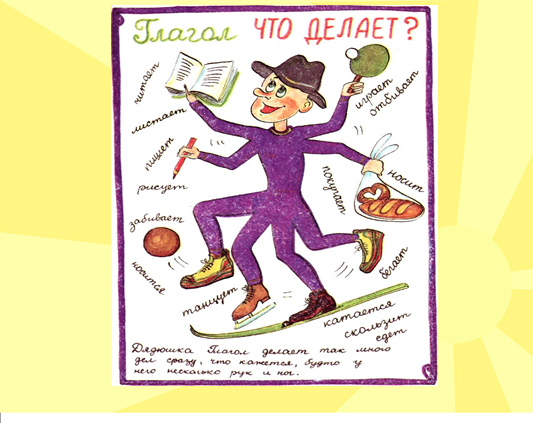 Глагол ЧТО ДЕЛАЕТ?
читает
листает
пишет
рисует
забивает
носится
танцует
играет
отбивает
покупает
носит
бегает
катается
скользит
едет
Дядюшка Глагол делает так много
дел сразу, что кажется, будто у
него несколько рук и ног.